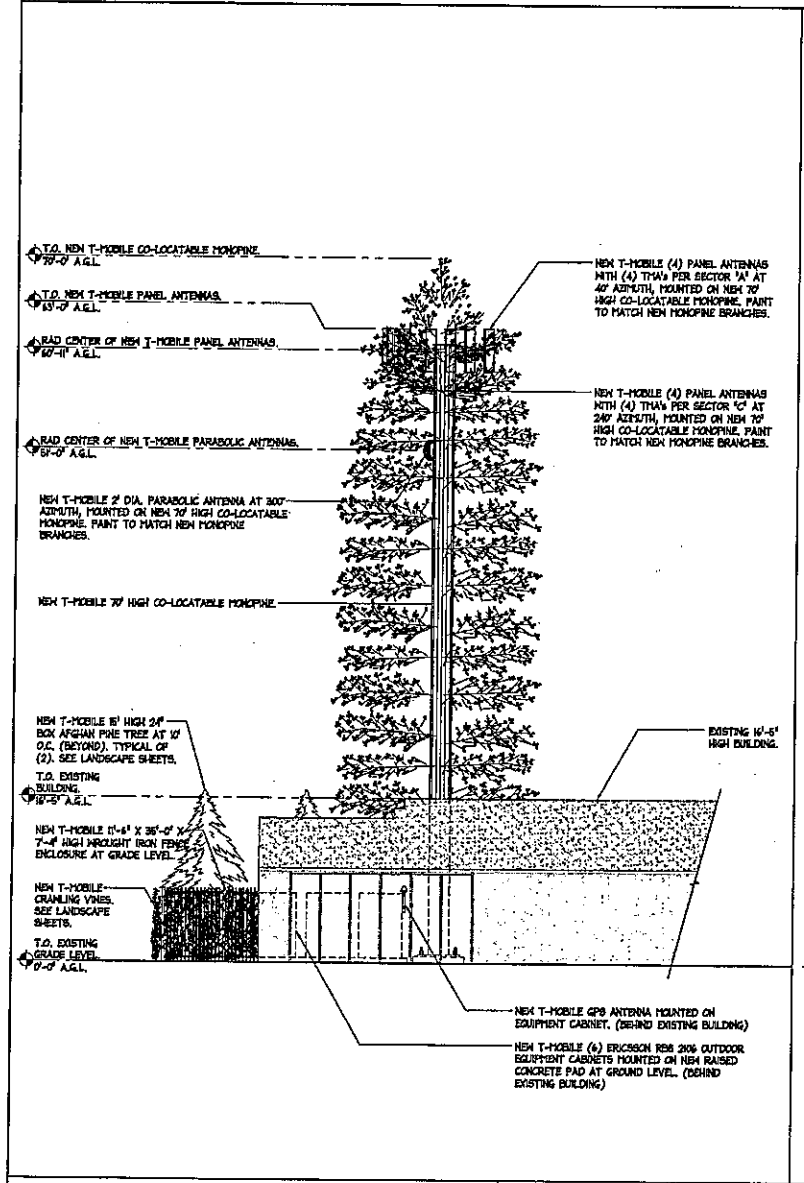 T.O. NEW T-MOBILE CO-LOCATABLE MONOPINE.
70'-0" A.G.L.
T.O. NEW T-MOBILE PANEL ANTENNAS.
63'-0" A.G.L.
RAD CENTER OF NEW T-MOBILE PANEL ANTENNAS.
60'-11" A.G.L.
RAD CENTER OF NEW T-MOBILE PARABOLIC ANTENNAS.
51'-0" A.G.L.
NEW T-MOBILE 2' DIA. PARABOLIC ANTENNA AT 300°
AZIMUTH, MOUNTED ON NEW 70' HIGH CO-LOCATABLE
MONOPINE. PAINT TO MATCH NEW MONOPINE
BRANCHES.
NEW T-MOBILE 70' HIGH CO-LOCATABLE MONOPINE.
NEW T-MOBILE 15' HIGH 24"
BOX AFGHAN PINE TREE AT 10'
O.C. (BEYOND). TYPICAL OF
(2). SEE LANDSCAPE SHEETS.
T.O. EXISTING
BUILDING.
16'-5" A.G.L.
NEW T-MOBILE 11'-6" X 35'-0" X
7'-4" HIGH WROUGHT IRON FENCE
ENCLOSURE AT GRADE LEVEL.
NEW T-MOBILE
CRAWLING VINES.
SEE LANDSCAPE
SHEETS.
T.O. EXISTING
GRADE LEVEL
0'-0" A.G.L.
NEW T-MOBILE (4) PANEL ANTENNAS
WITH (4) TMA's PER SECTOR "A" AT
40° AZIMUTH, MOUNTED ON NEW 70'
HIGH CO-LOCATABLE MONOPINE. PAINT
TO MATCH NEW MONOPINE BRANCHES.
NEW T-MOBILE (4) PANEL ANTENNAS
WITH (4) TMA's PER SECTOR "C" AT
240° AZIMUTH, MOUNTED ON NEW 70'
HIGH CO-LOCATABLE MONOPINE. PAINT
TO MATCH NEW MONOPINE BRANCHES.
EXISTING 16'-5"
HIGH BUILDING.
NEW T-MOBILE GPS ANTENNA MOUNTED ON
EQUIPMENT CABINET. (BEHIND EXISTING BUILDING)
NEW T-MOBILE (6) ERICSSON RBS 2106 OUTDOOR
EQUIPMENT CABINETS MOUNTED ON NEW RAISED
CONCRETE PAD AT GROUND LEVEL. (BEHIND
EXISTING BUILDING)